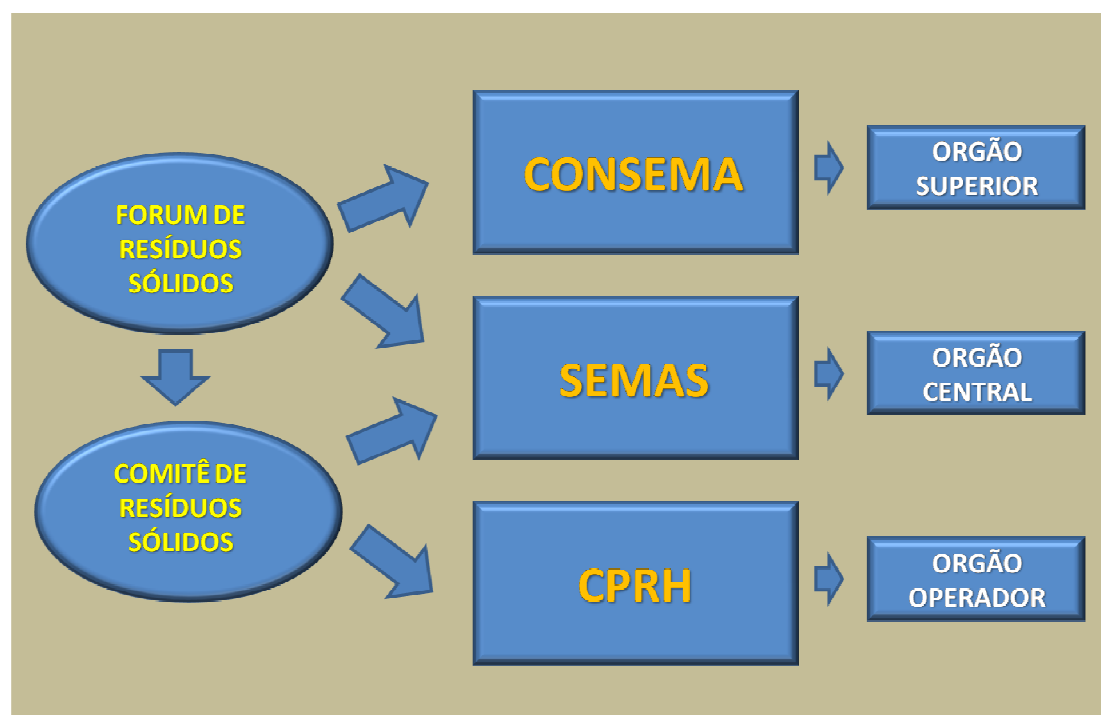 FORUM DE
RESÍDUOS
SÓLIDOS
COMITÊ DE
RESÍDUOS
SÓLIDOS
CONSEMA
ORGÃO
SUPERIOR
SEMAS
ORGÃO
CENTRAL
CPRH
ORGÃO
OPERADOR